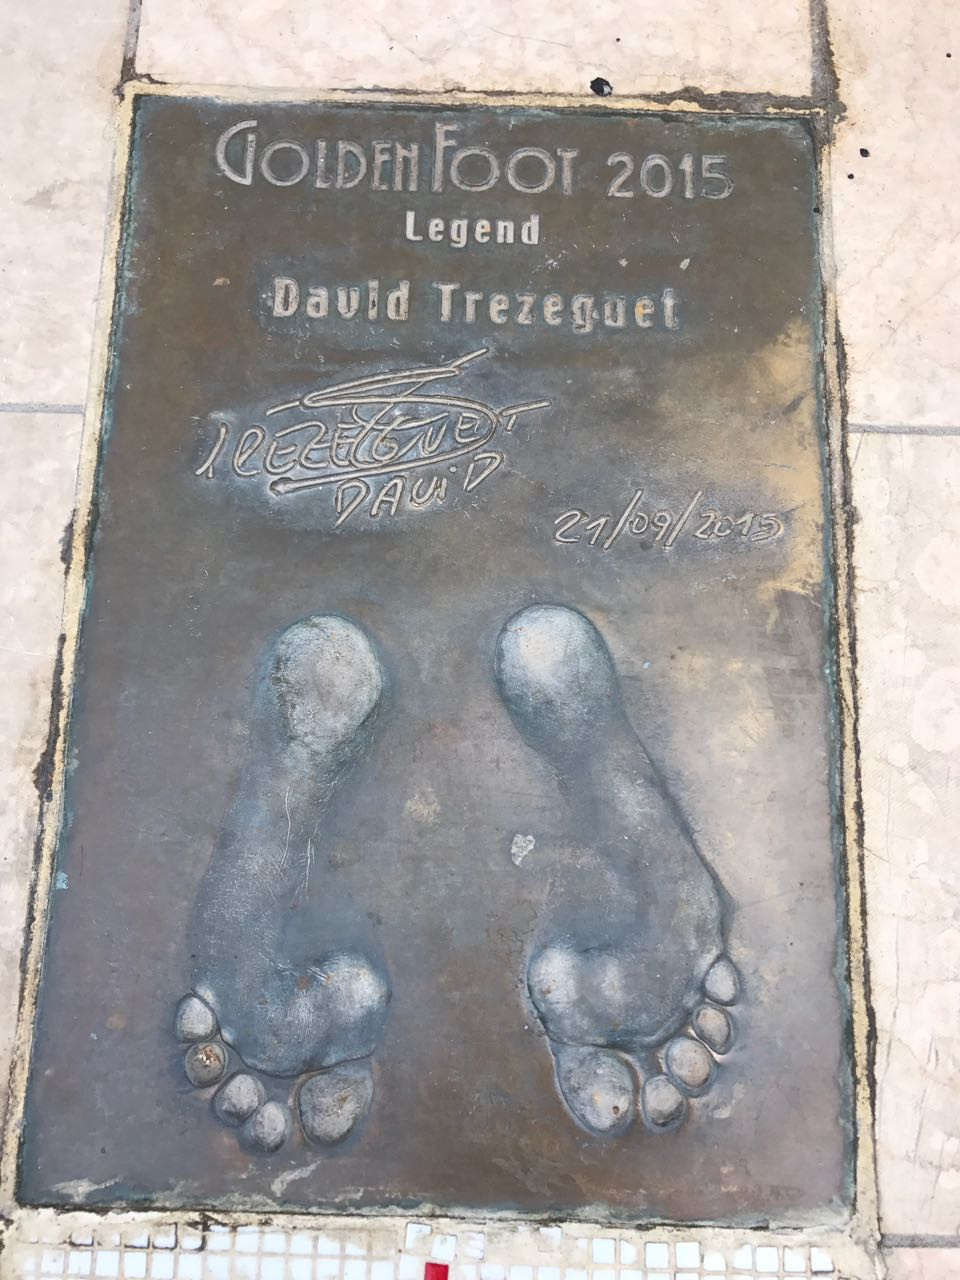 GOLDEN FOOT 2015
Legend
David Trezeguet
TREZEGUET
DAViD
21/09/2015